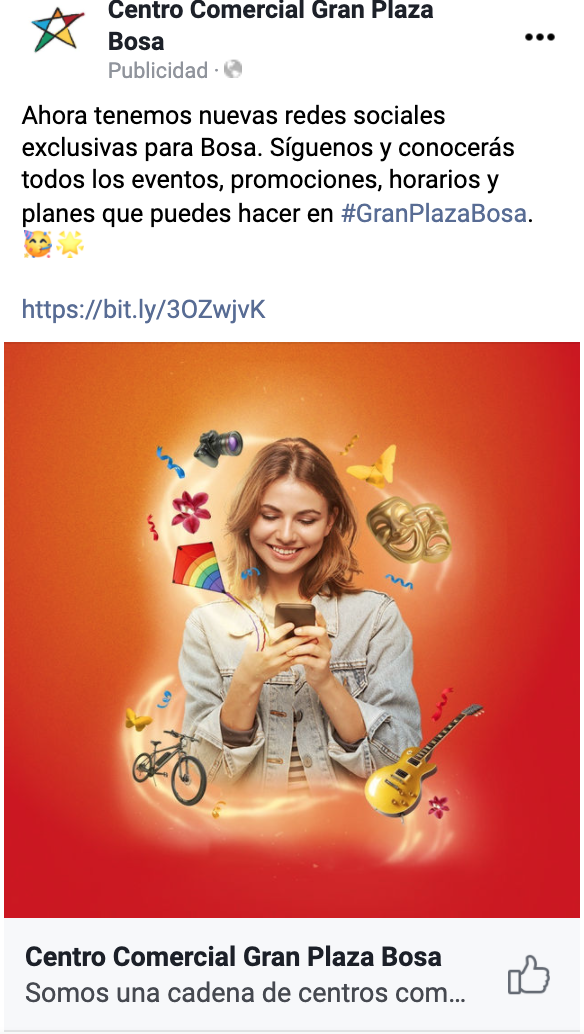 Centro Comercial Gran Plaza
Bosa
Publicidad ·
Ahora tenemos nuevas redes sociales
exclusivas para Bosa. Síguenos y conocerás
todos los eventos, promociones, horarios y
planes que puedes hacer en #GranPlazaBosa.
🥳🌟
https://bit.ly/3OZwjvK
Centro Comercial Gran Plaza Bosa
Somos una cadena de centros com...